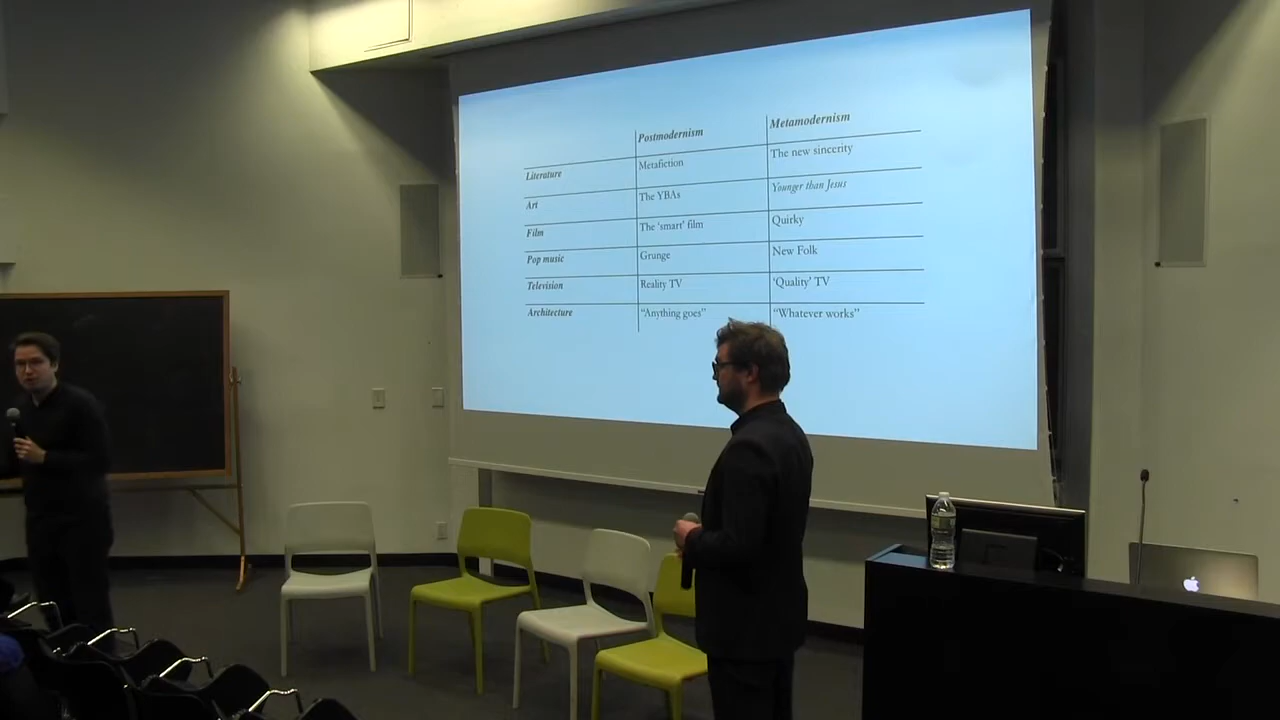 Postmodernism Metamodernism
Literature Metafiction The new sincerity
Art The YBAs Younger than Jesus
Film The 'smart' film Quirky
Pop music Grunge New Folk
Television Reality TV 'Quality' TV
Architecture "Anything goes" "Whatever works"